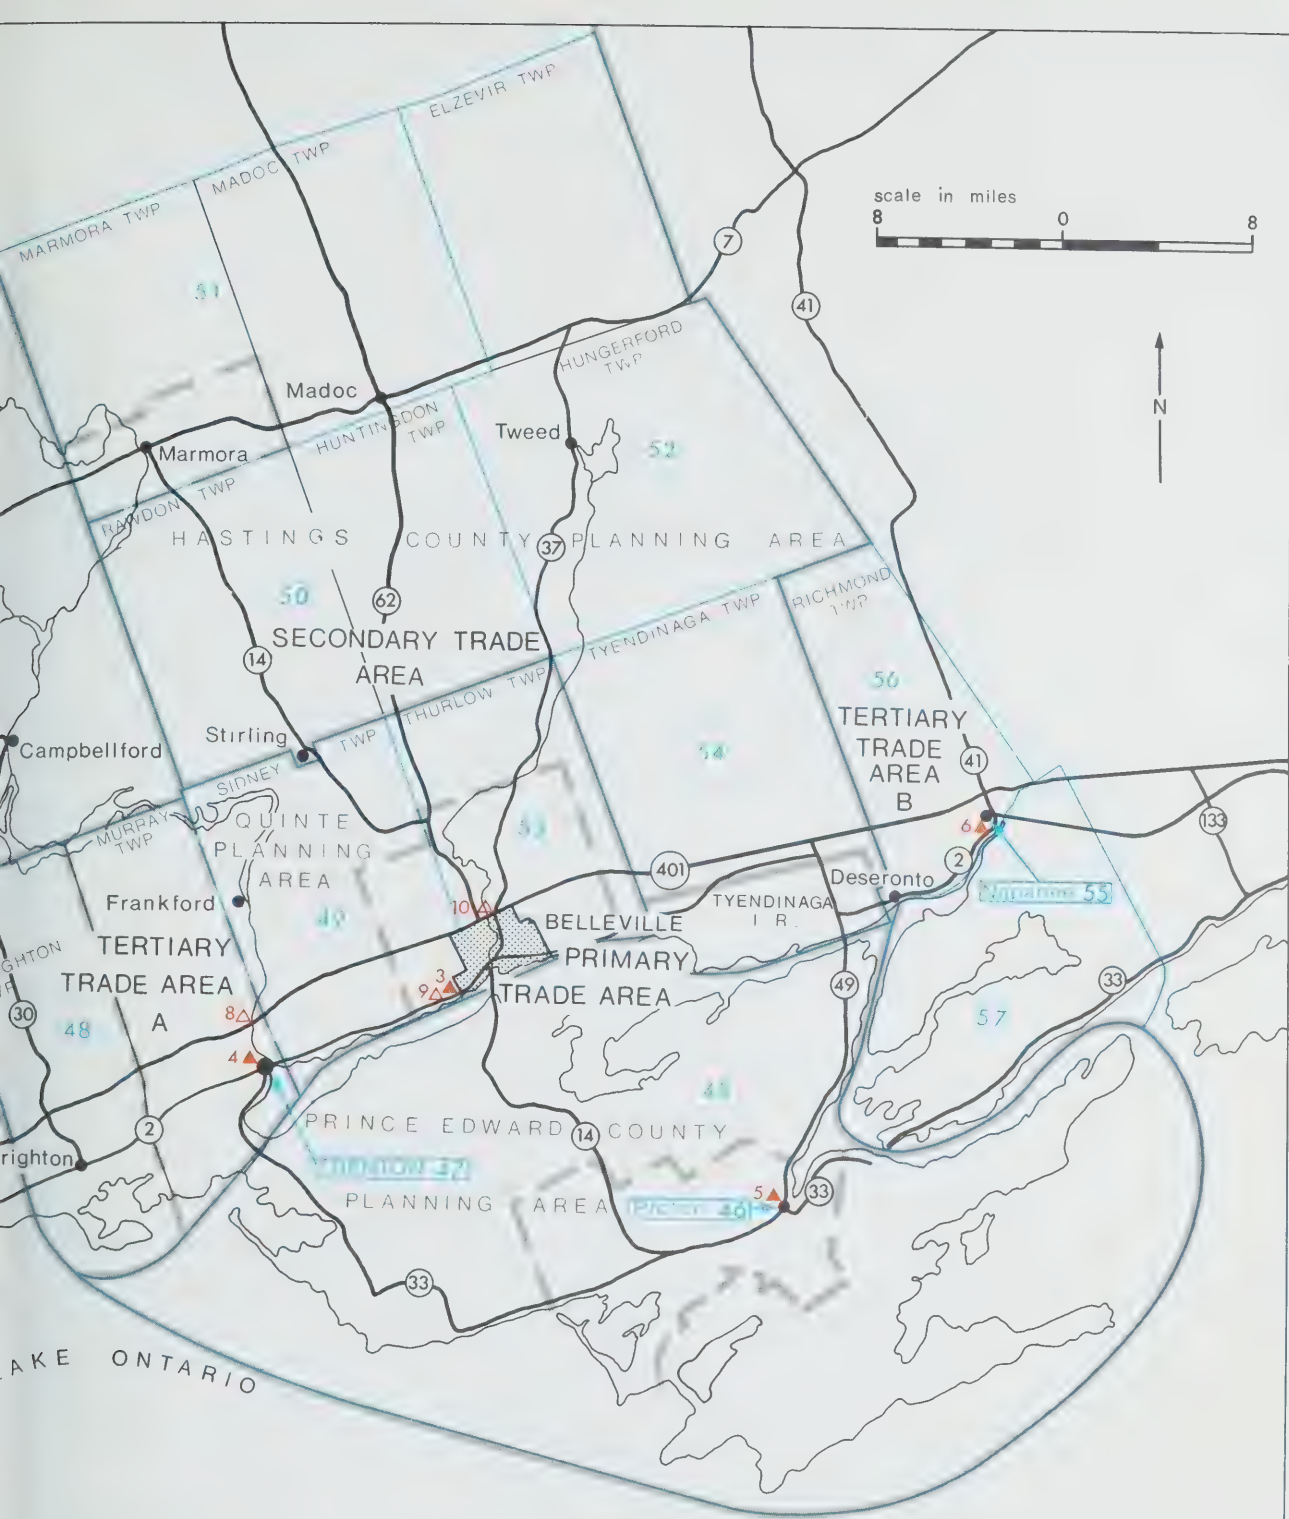 ELZEVIR TWP
MADOC TWP
MARMORA TWP
scale in miles
8 0 8
7
51
41
HUNGERFORD
TWP
Madoc
HUNTINGDON
TWP
N
Tweed
52
Marmora
RAWDON TWP
HASTINGS COUNTY PLANNING AREA
37
RICHMOND
TWP
50
62
TYENDINAGA TWP
SECONDARY TRADE
AREA
14
56
THURLOW TWP
TERTIARY
TRADE
AREA
B
Stirling
TWP
SIDNEY
Campbellford
54
41
MURRAY
TWP
QUINTE
PLANNING
AREA
53
6
133
401
2
Deseronto
Napanee 55
Frankford
49
10
BELLEVILLE
TYENDINAGA
I. R.
PRIMARY
TRADE AREA
TERTIARY
TRADE AREA
A
GHTON
3
9
49
33
30
48
8
57
4
2
PRINCE EDWARD COUNTY
14
righton
TRENTON 47
PLANNING AREA
Picton 46
5
33
33
LAKE ONTARIO